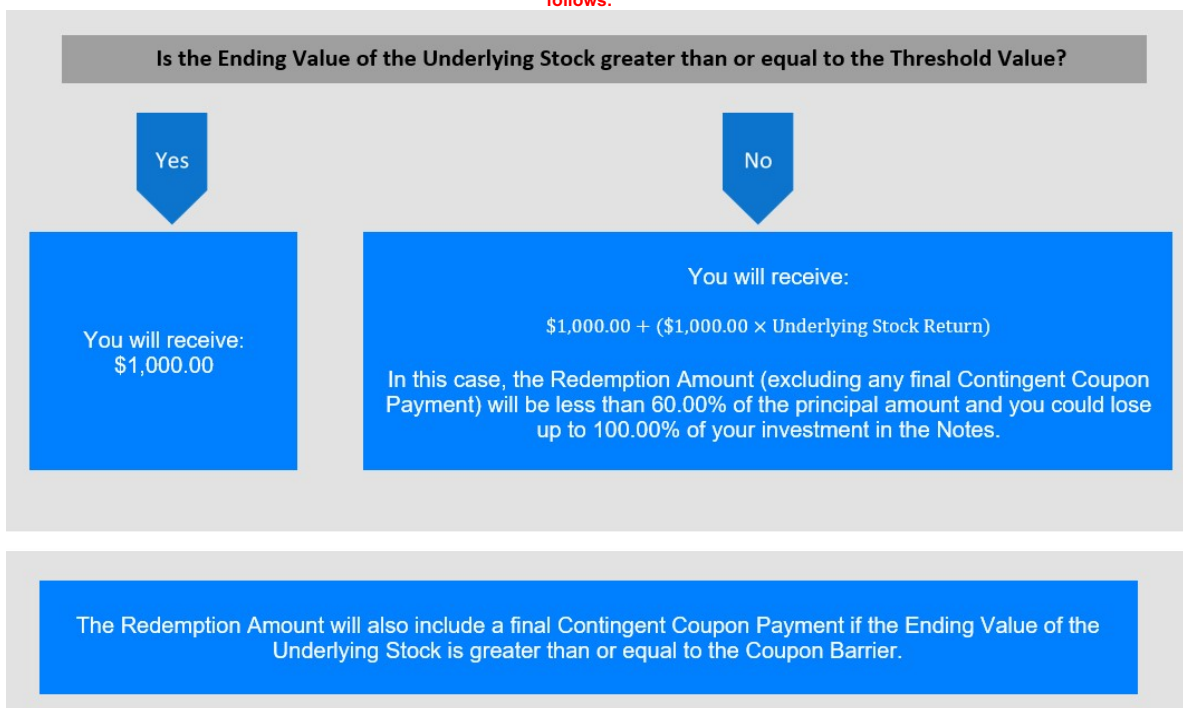 follows:
Is the Ending Value of the Underlying Stock greater than or equal to the Threshold Value?
Yes
No
You will receive:
$1,000.00
You will receive:
$1,000.00 + ($1,000.00 × Underlying Stock Return)
In this case, the Redemption Amount (excluding any final Contingent Coupon
Payment) will be less than 60.00% of the principal amount and you could lose
up to 100.00% of your investment in the Notes.
The Redemption Amount will also include a final Contingent Coupon Payment if the Ending Value of the
Underlying Stock is greater than or equal to the Coupon Barrier.